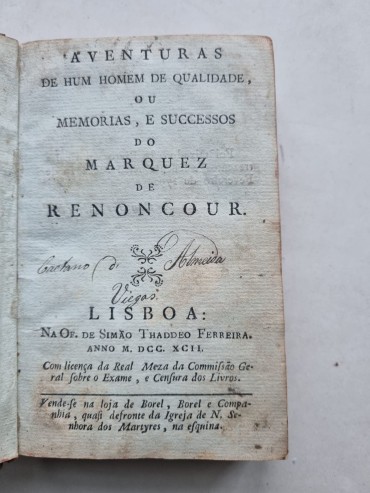 AVENTURAS
DE HUM HOMEM DE QUALIDADE,
OU
MEMORIAS, E SUCCESSOS
DO
MARQUEZ
DE
RENONCOUR.
Caetano d' Almeida
Viegas
LISBOA:
NA OF. DE SIMÃO THADDEO FERREIRA.
ANNO M. DCC. XCII.
Com licença da Real Meza da Commiſsão Ge-
ral ſobre o Exame, e Cenſura dos Livros.
Vende-ſe na loja de Borel, Borel e Compa-
nhia, quaſi defronte da Igreja de N. Se-
nhora dos Martyres, na eſquina.